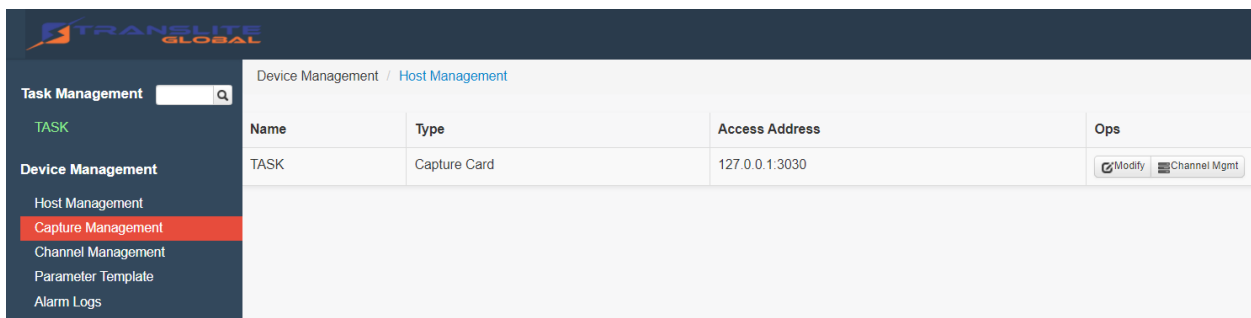 TRANSLITE
GLOBAL
Task Management
TASK
Device Management
Host Management
Capture Management
Channel Management
Parameter Template
Alarm Logs
Device Management / Host Management
Name Type Access Address Ops
TASK Capture Card 127.0.0.1:3030 Modify Channel Mgmt